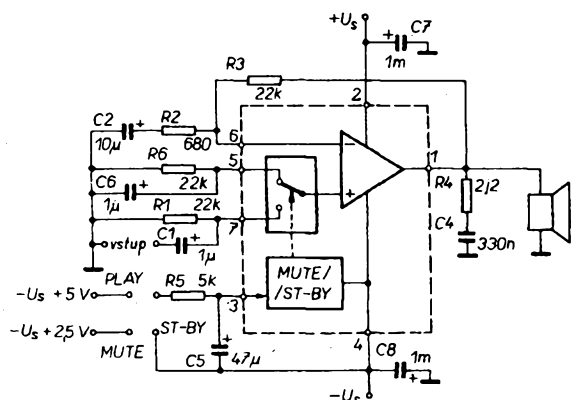 +Us
C7
+
1m
R3
22k
2
C2
+
R2
10μ
680
6
−
R6
5
1
C6
+
22k
1μ
R4
2j2
R1
22k
7
+
vstup
C1
+
1μ
C4
330n
PLAY
R5
5k
−Us +5 V
3
MUTE/
/ST-BY
−Us +2,5 V
ST-BY
MUTE
+
C5
47μ
4
C8
1m
+
−Us